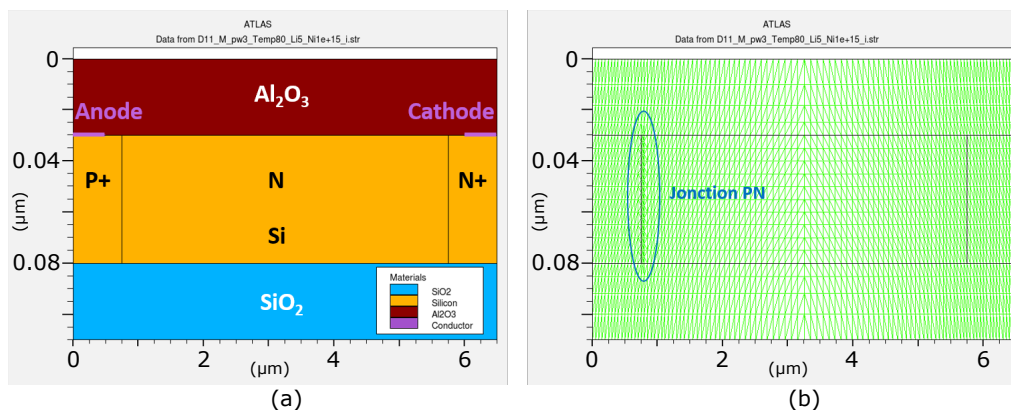 ATLAS
Data from D11_M_pw3_Temp80_Li5_Ni1e+15_i.str
0
0.04
0.08
(μm)
Al₂O₃
Anode
Cathode
P+
N
N+
Si
SiO₂
Materials
SiO2
Silicon
Al2O3
Conductor
0
2
4
6
(μm)
(a)
ATLAS
Data from D11_M_pw3_Temp80_Li5_Ni1e+15_i.str
0
0.04
0.08
(μm)
Jonction PN
0
2
4
6
(μm)
(b)